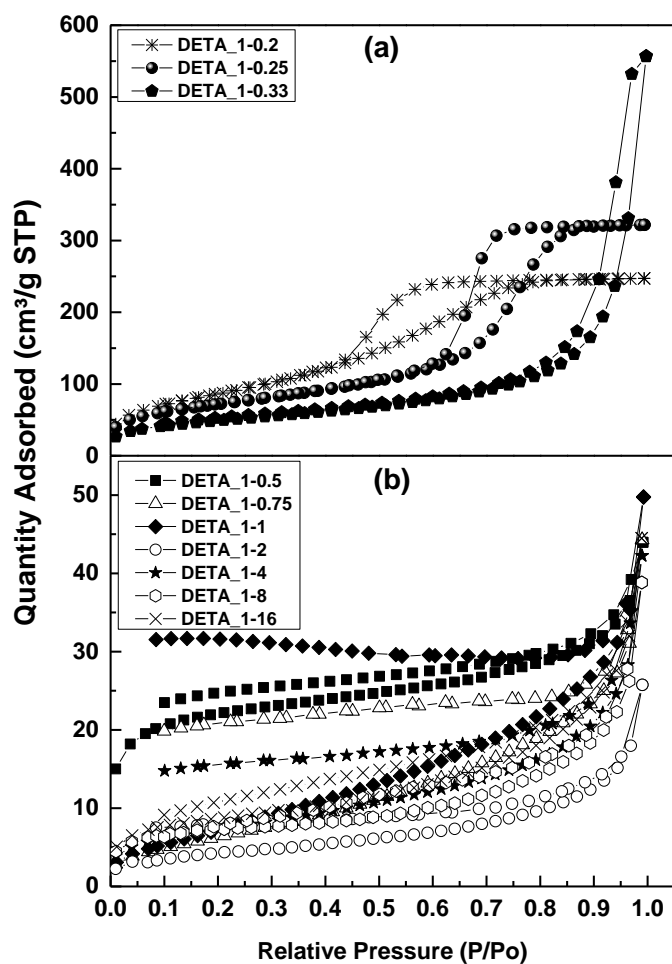 (a)
DETA_1-0.2
DETA_1-0.25
DETA_1-0.33
600
500
400
300
200
100
0
Quantity Adsorbed (cm³/g STP)
(b)
DETA_1-0.5
DETA_1-0.75
DETA_1-1
DETA_1-2
DETA_1-4
DETA_1-8
DETA_1-16
50
40
30
20
10
0
0.0 0.1 0.2 0.3 0.4 0.5 0.6 0.7 0.8 0.9 1.0
Relative Pressure (P/Po)